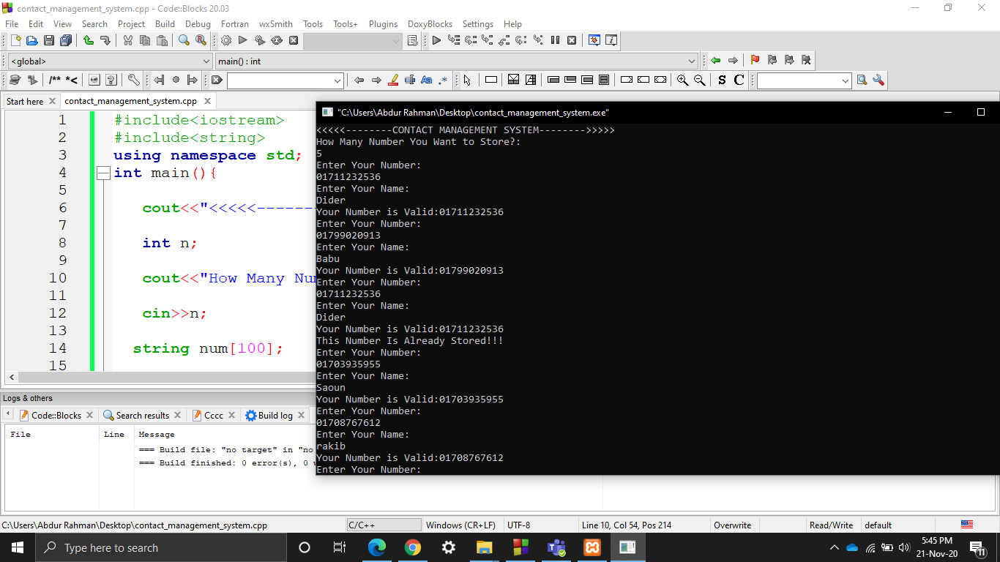 contact_management_system.cpp - Code::Blocks 20.03
File Edit View Search Project Build Debug Fortran wxSmith Tools Tools+ Plugins DoxyBlocks Settings Help
<global> main() : int
/** *< Aa .* S C
Start here contact_management_system.cpp
1 #include<iostream>
2 #include<string>
3 using namespace std;
4 int main(){
5
6 cout<<"<<<<<-------
7
8 int n;
9
10 cout<<"How Many Num
11
12 cin>>n;
13
14 string num[100];
15
"C:\Users\Abdur Rahman\Desktop\contact_management_system.exe"
<<<<<--------CONTACT MANAGEMENT SYSTEM-------->>>>>
How Many Number You Want to Store?:
5
Enter Your Number:
01711232536
Enter Your Name:
Dider
Your Number is Valid:01711232536
Enter Your Number:
01799020913
Enter Your Name:
Babu
Your Number is Valid:01799020913
Enter Your Number:
01711232536
Enter Your Name:
Dider
Your Number is Valid:01711232536
This Number Is Already Stored!!!
Enter Your Number:
01703935955
Enter Your Name:
Saoun
Your Number is Valid:01703935955
Enter Your Number:
01708767612
Enter Your Name:
rakib
Your Number is Valid:01708767612
Enter Your Number:
Logs & others
Code::Blocks Search results Cccc Build log
File Line Message
=== Build file: "no target" in "no
=== Build finished: 0 error(s), 0
C:\Users\Abdur Rahman\Desktop\contact_management_system.cpp C/C++ Windows (CR+LF) UTF-8 Line 10, Col 54, Pos 214 Overwrite Read/Write default
Type here to search
5:45 PM
21-Nov-20
11